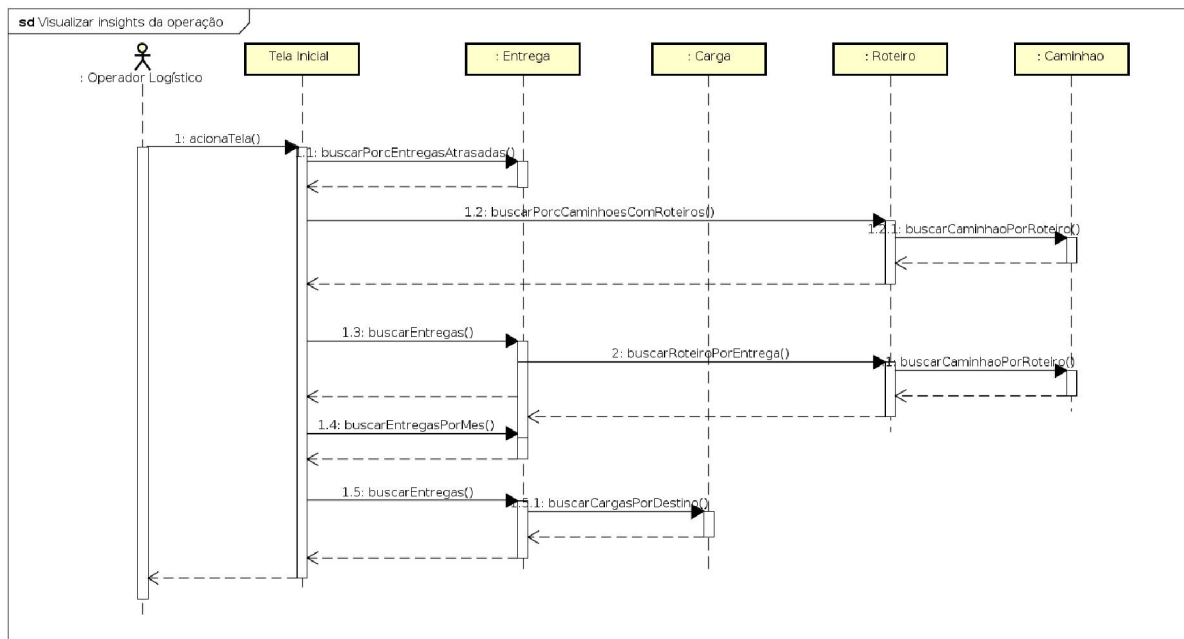 sd Visualizar insights da operação
: Operador Logístico
Tela Inicial
: Entrega
: Carga
: Roteiro
: Caminhao
1: acionaTela()
1.1: buscarPorcEntregasAtrasadas()
1.2: buscarPorcCaminhoesComRoteiros()
1.2.1: buscarCaminhaoPorRoteiro()
1.3: buscarEntregas()
2: buscarRoteiroPorEntrega()
1: buscarCaminhaoPorRoteiro()
1.4: buscarEntregasPorMes()
1.5: buscarEntregas()
1.5.1: buscarCargasPorDestino()